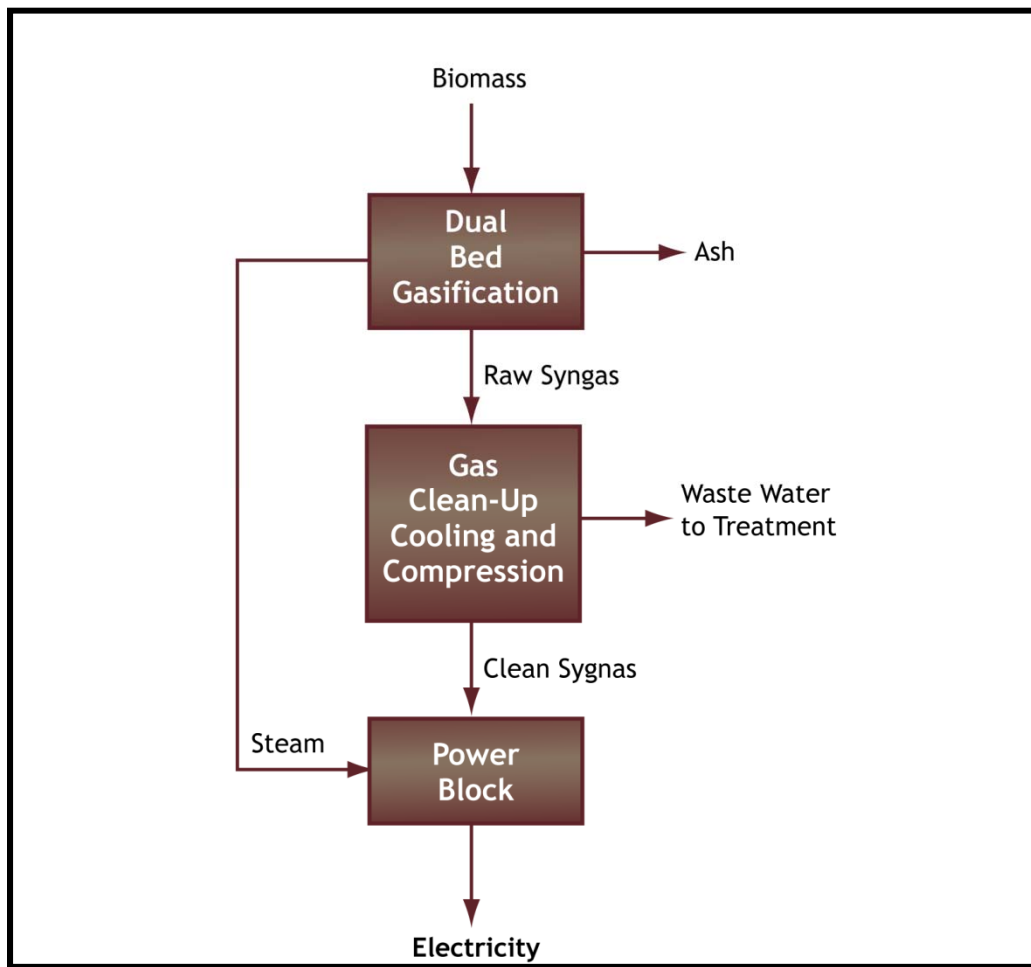 Biomass
Dual
Bed
Gasification
Ash
Raw Syngas
Gas
Clean-Up
Cooling and
Compression
Waste Water
to Treatment
Clean Sygnas
Steam
Power
Block
Electricity